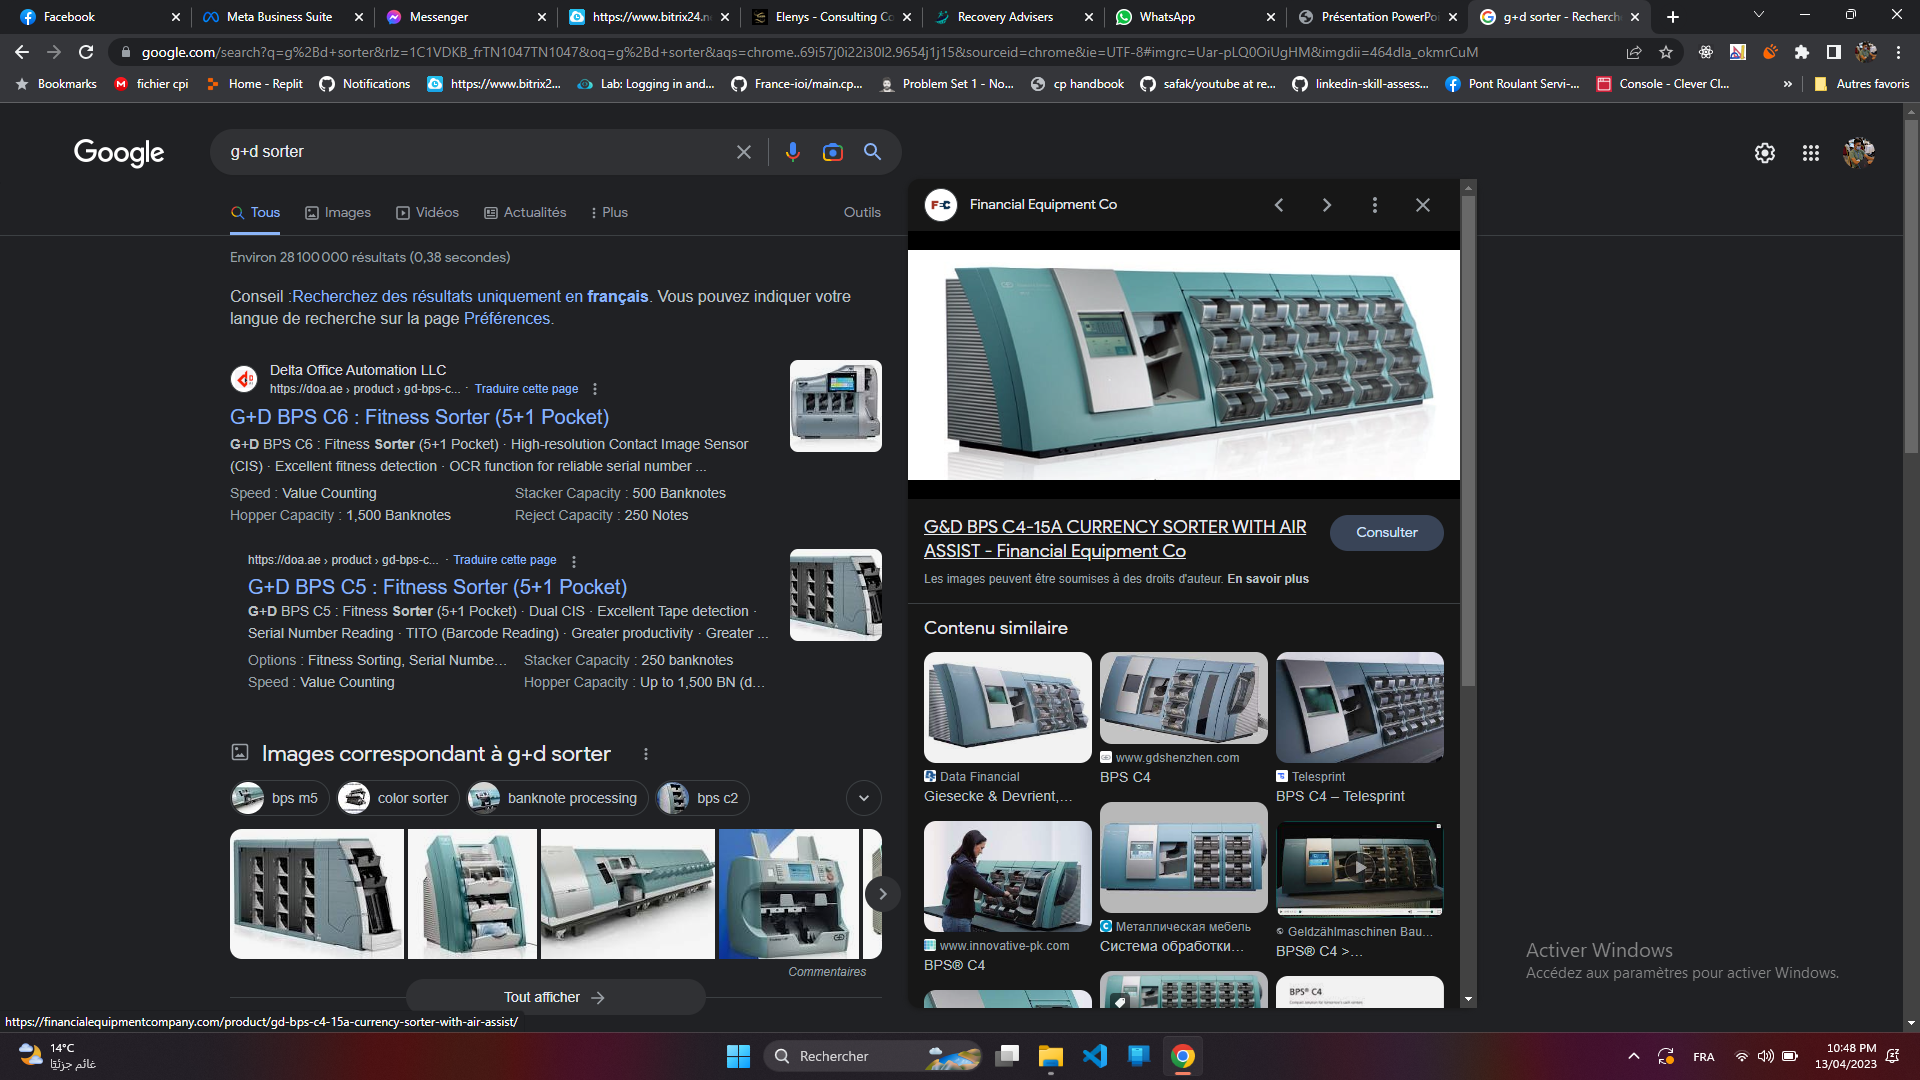 Facebook
Meta Business Suite
Messenger
https://www.bitrix24.n
Elenys - Consulting Co
Recovery Advisers
WhatsApp
Présentation PowerPoi
g+d sorter - Recherch
google.com/search?q=g%2Bd+sorter&rlz=1C1VDKB_frTN1047TN1047&oq=g%2Bd+sorter&aqs=chrome..69i57j0i22i30l2.9654j1j15&sourceid=chrome&ie=UTF-8#imgrc=Uar-pLQ0OiUgHM&imgdii=464dla_okmrCuM
Bookmarks
fichier cpi
Home - Replit
Notifications
https://www.bitrix2...
Lab: Logging in and...
France-ioi/main.cp...
Problem Set 1 - No...
cp handbook
safak/youtube at re...
linkedin-skill-assess...
Pont Roulant Servi-...
Console - Clever Cl...
Autres favoris
Google
g+d sorter
Tous
Images
Vidéos
Actualités
Plus
Outils
Environ 28 100 000 résultats (0,38 secondes)
Conseil :Recherchez des résultats uniquement en français. Vous pouvez indiquer votre
langue de recherche sur la page Préférences.
Delta Office Automation LLC
https://doa.ae › product › gd-bps-c... · Traduire cette page
G+D BPS C6 : Fitness Sorter (5+1 Pocket)
G+D BPS C6 : Fitness Sorter (5+1 Pocket) · High-resolution Contact Image Sensor
(CIS) · Excellent fitness detection · OCR function for reliable serial number ...
Speed : Value Counting
Stacker Capacity : 500 Banknotes
Hopper Capacity : 1,500 Banknotes
Reject Capacity : 250 Notes
https://doa.ae › product › gd-bps-c... · Traduire cette page
G+D BPS C5 : Fitness Sorter (5+1 Pocket)
G+D BPS C5 : Fitness Sorter (5+1 Pocket) · Dual CIS · Excellent Tape detection ·
Serial Number Reading · TITO (Barcode Reading) · Greater productivity · Greater ...
Options : Fitness Sorting, Serial Numbe...
Stacker Capacity : 250 banknotes
Speed : Value Counting
Hopper Capacity : Up to 1,500 BN (d...
Images correspondant à g+d sorter
bps m5
color sorter
banknote processing
bps c2
Commentaires
Tout afficher
https://financialequipmentcompany.com/product/gd-bps-c4-15a-currency-sorter-with-air-assist/
FEC
Financial Equipment Co
G&D BPS C4-15A CURRENCY SORTER WITH AIR
ASSIST - Financial Equipment Co
Consulter
Les images peuvent être soumises à des droits d'auteur. En savoir plus
Contenu similaire
Data Financial
Giesecke & Devrient,...
www.gdshenzhen.com
BPS C4
Telesprint
BPS C4 – Telesprint
www.innovative-pk.com
BPS® C4
Металлическая мебель
Система обработки...
Geldzählmaschinen Bau...
BPS® C4 >...
BPS® C4
Activer Windows
Accédez aux paramètres pour activer Windows.
14°C
غائم جزئيًا
Rechercher
FRA
10:48 PM
13/04/2023